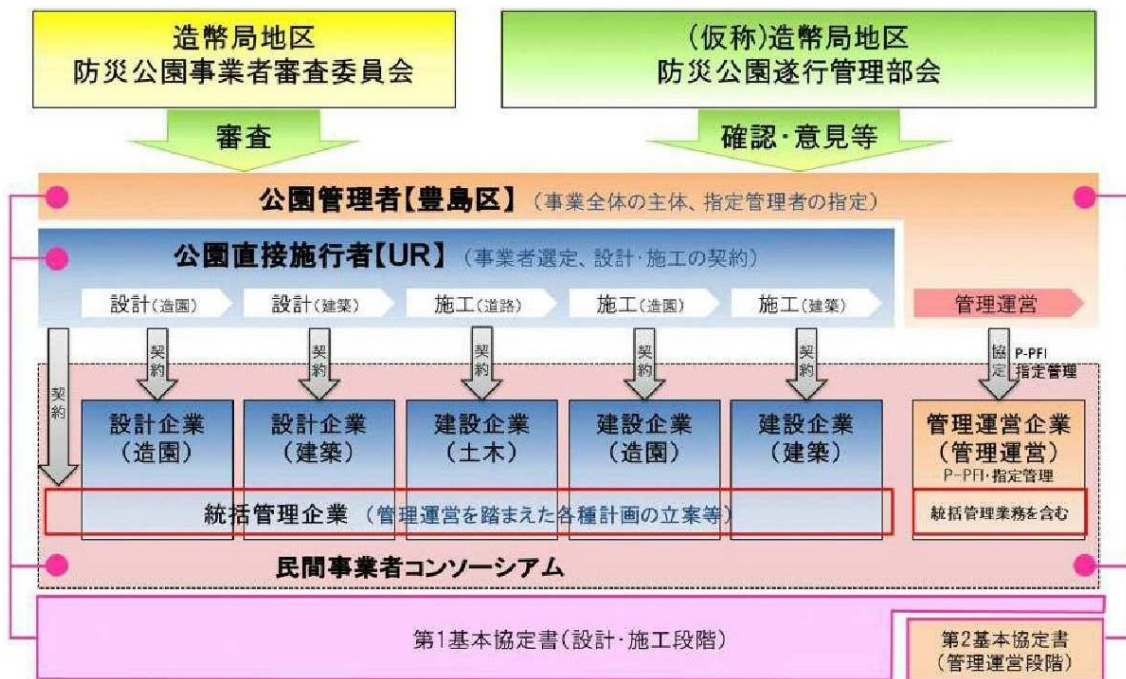 造幣局地区
防災公園事業者審査委員会
(仮称)造幣局地区
防災公園遂行管理部会
審査
確認・意見等
公園管理者【豊島区】(事業全体の主体、指定管理者の指定)
公園直接施行者【UR】(事業者選定、設計・施工の契約)
設計(造園)
設計(建築)
施工(道路)
施工(造園)
施工(建築)
管理運営
契約
契約
契約
契約
契約
契約
協定
P-PFI
指定管理
設計企業
(造園)
設計企業
(建築)
建設企業
(土木)
建設企業
(造園)
建設企業
(建築)
管理運営企業
(管理運営)
P-PFI・指定管理
統括管理企業(管理運営を踏まえた各種計画の立案等)
統括管理業務を含む
民間事業者コンソーシアム
第1基本協定書(設計・施工段階)
第2基本協定書
(管理運営段階)